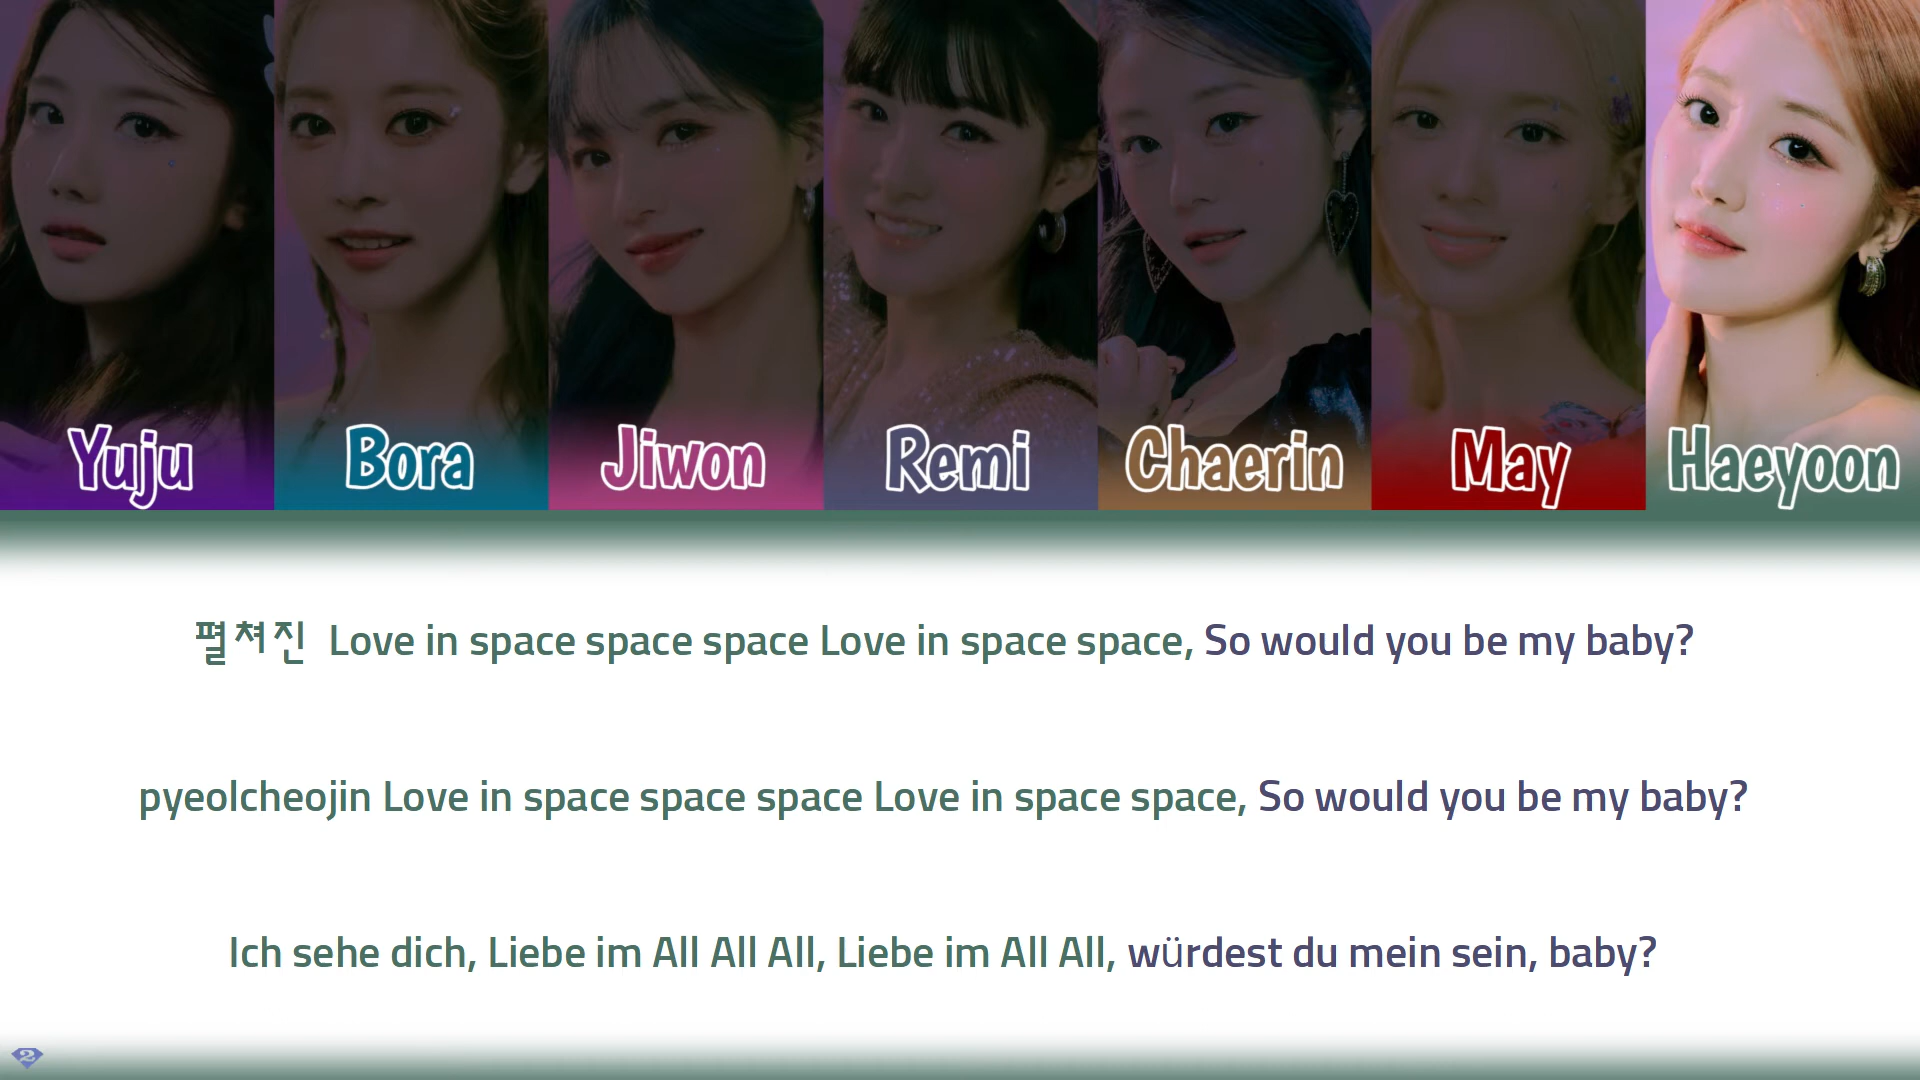 Yuju Bora Jiwon Remi Chaerin May Haeyoon
펼쳐진 Love in space space space Love in space space, So would you be my baby?
pyeolcheojin Love in space space space Love in space space, So would you be my baby?
Ich sehe dich, Liebe im All All All, Liebe im All All, würdest du mein sein, baby?
2